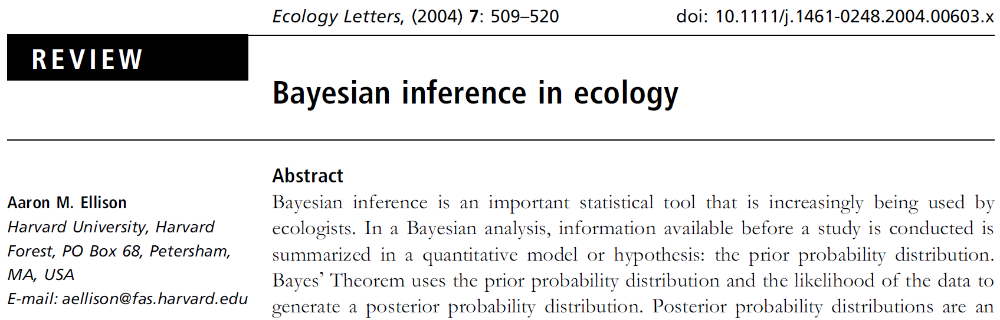 Ecology Letters, (2004) 7: 509–520
doi: 10.1111/j.1461-0248.2004.00603.x
REVIEW
Bayesian inference in ecology
Aaron M. Ellison
Harvard University, Harvard
Forest, PO Box 68, Petersham,
MA, USA
E-mail: aellison@fas.harvard.edu
Abstract
Bayesian inference is an important statistical tool that is increasingly being used by
ecologists. In a Bayesian analysis, information available before a study is conducted is
summarized in a quantitative model or hypothesis: the prior probability distribution.
Bayes’ Theorem uses the prior probability distribution and the likelihood of the data to
generate a posterior probability distribution. Posterior probability distributions are an